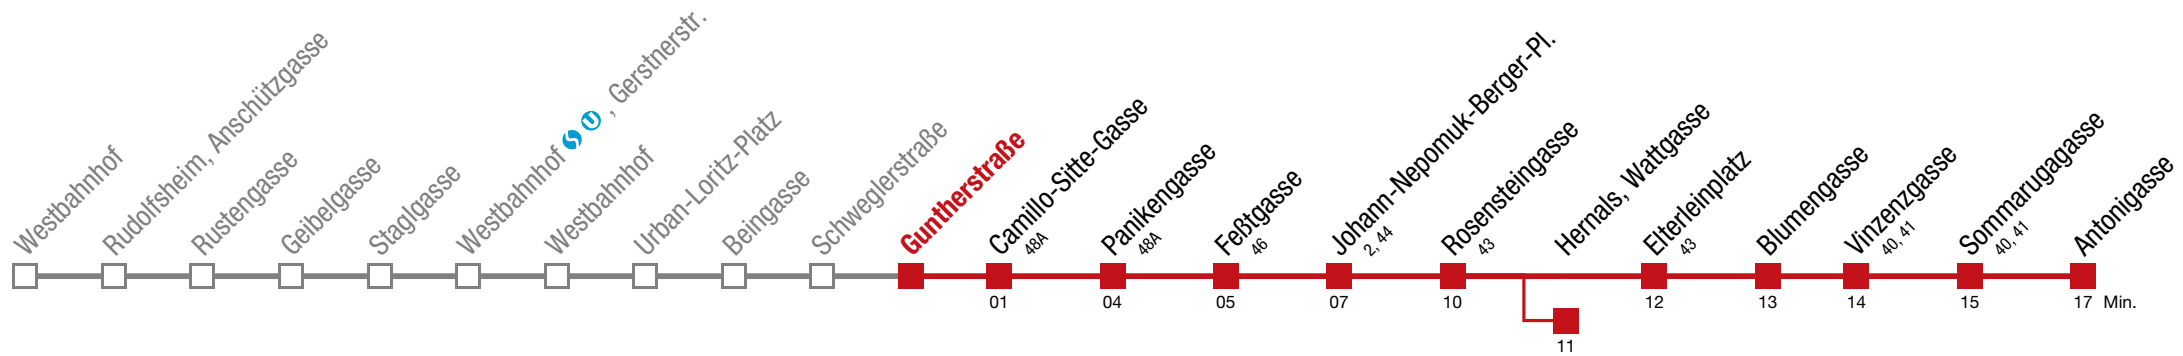 Westbahnhof
Rudolfsheim, Anschützgasse
Rustengasse
Geibelgasse
Staglgasse
Westbahnhof S U , Gerstnerstr.
Westbahnhof
Urban-Loritz-Platz
Beingasse
Schweglerstraße
Guntherstraße
Camillo-Sitte-Gasse
48A
Panikengasse
48A
Feßtgasse
46
Johann-Nepomuk-Berger-Pl.
2, 44
Rosensteingasse
43
Hernals, Wattgasse
Elterleinplatz
43
Blumengasse
Vinzenzgasse
40, 41
Sommarugagasse
40, 41
Antonigasse
01 04 05 07 10 12 13 14 15 17 Min.
11